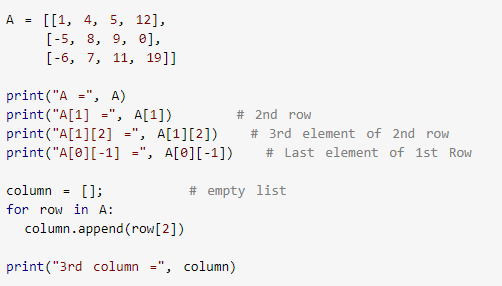 A = [[1, 4, 5, 12],
     [-5, 8, 9, 0],
     [-6, 7, 11, 19]]

print("A =", A)
print("A[1] =", A[1])        # 2nd row
print("A[1][2] =", A[1][2])    # 3rd element of 2nd row
print("A[0][-1] =", A[0][-1])    # Last element of 1st Row

column = [];           # empty list
for row in A:
  column.append(row[2])

print("3rd column =", column)